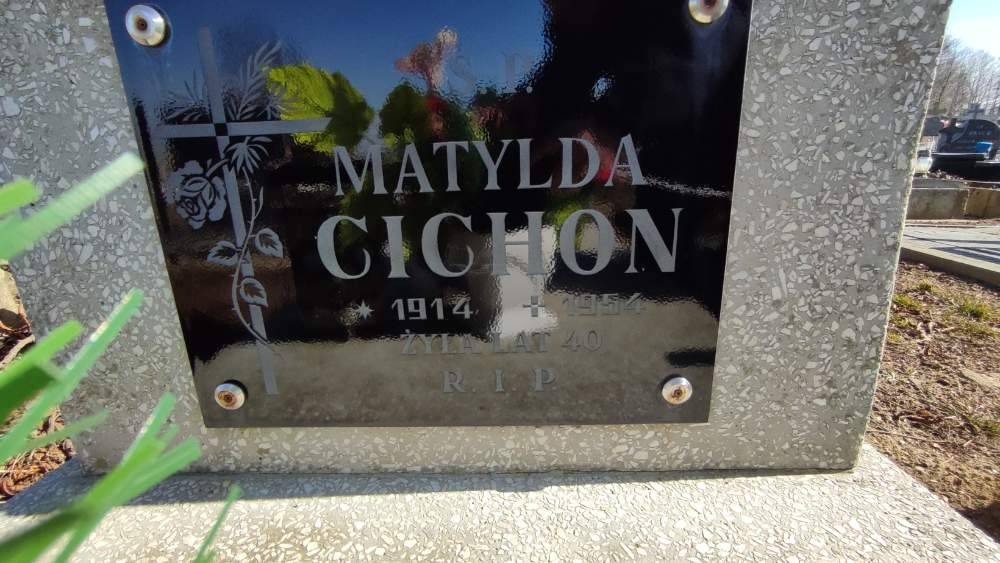 Ś.P.
MATYLDA
CICHON
* 1914 + 1954
ŻYŁA LAT 40
R. I. P.